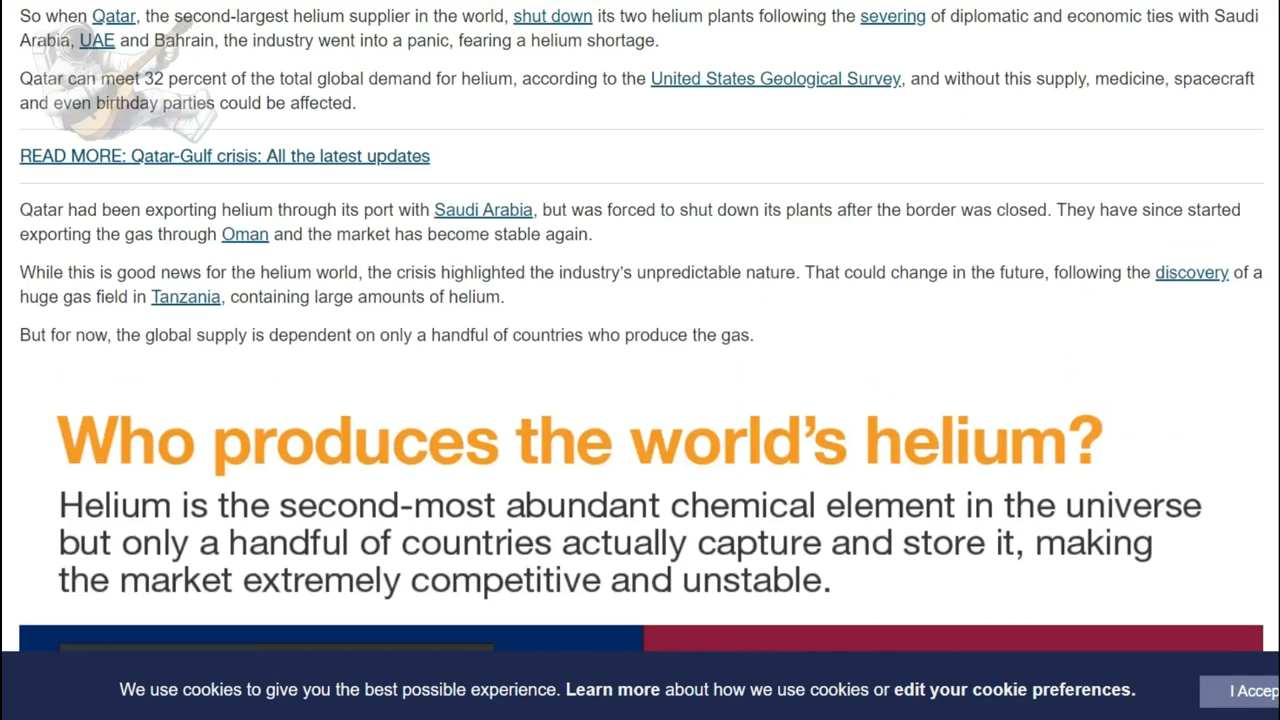 So when Qatar, the second-largest helium supplier in the world, shut down its two helium plants following the severing of diplomatic and economic ties with Saudi
Arabia, UAE and Bahrain, the industry went into a panic, fearing a helium shortage.
Qatar can meet 32 percent of the total global demand for helium, according to the United States Geological Survey, and without this supply, medicine, spacecraft
and even birthday parties could be affected.
READ MORE: Qatar-Gulf crisis: All the latest updates
Qatar had been exporting helium through its port with Saudi Arabia, but was forced to shut down its plants after the border was closed. They have since started
exporting the gas through Oman and the market has become stable again.
While this is good news for the helium world, the crisis highlighted the industry's unpredictable nature. That could change in the future, following the discovery of a
huge gas field in Tanzania, containing large amounts of helium.
But for now, the global supply is dependent on only a handful of countries who produce the gas.
Who produces the world's helium?
Helium is the second-most abundant chemical element in the universe
but only a handful of countries actually capture and store it, making
the market extremely competitive and unstable.
We use cookies to give you the best possible experience. Learn more about how we use cookies or edit your cookie preferences.
I Accep